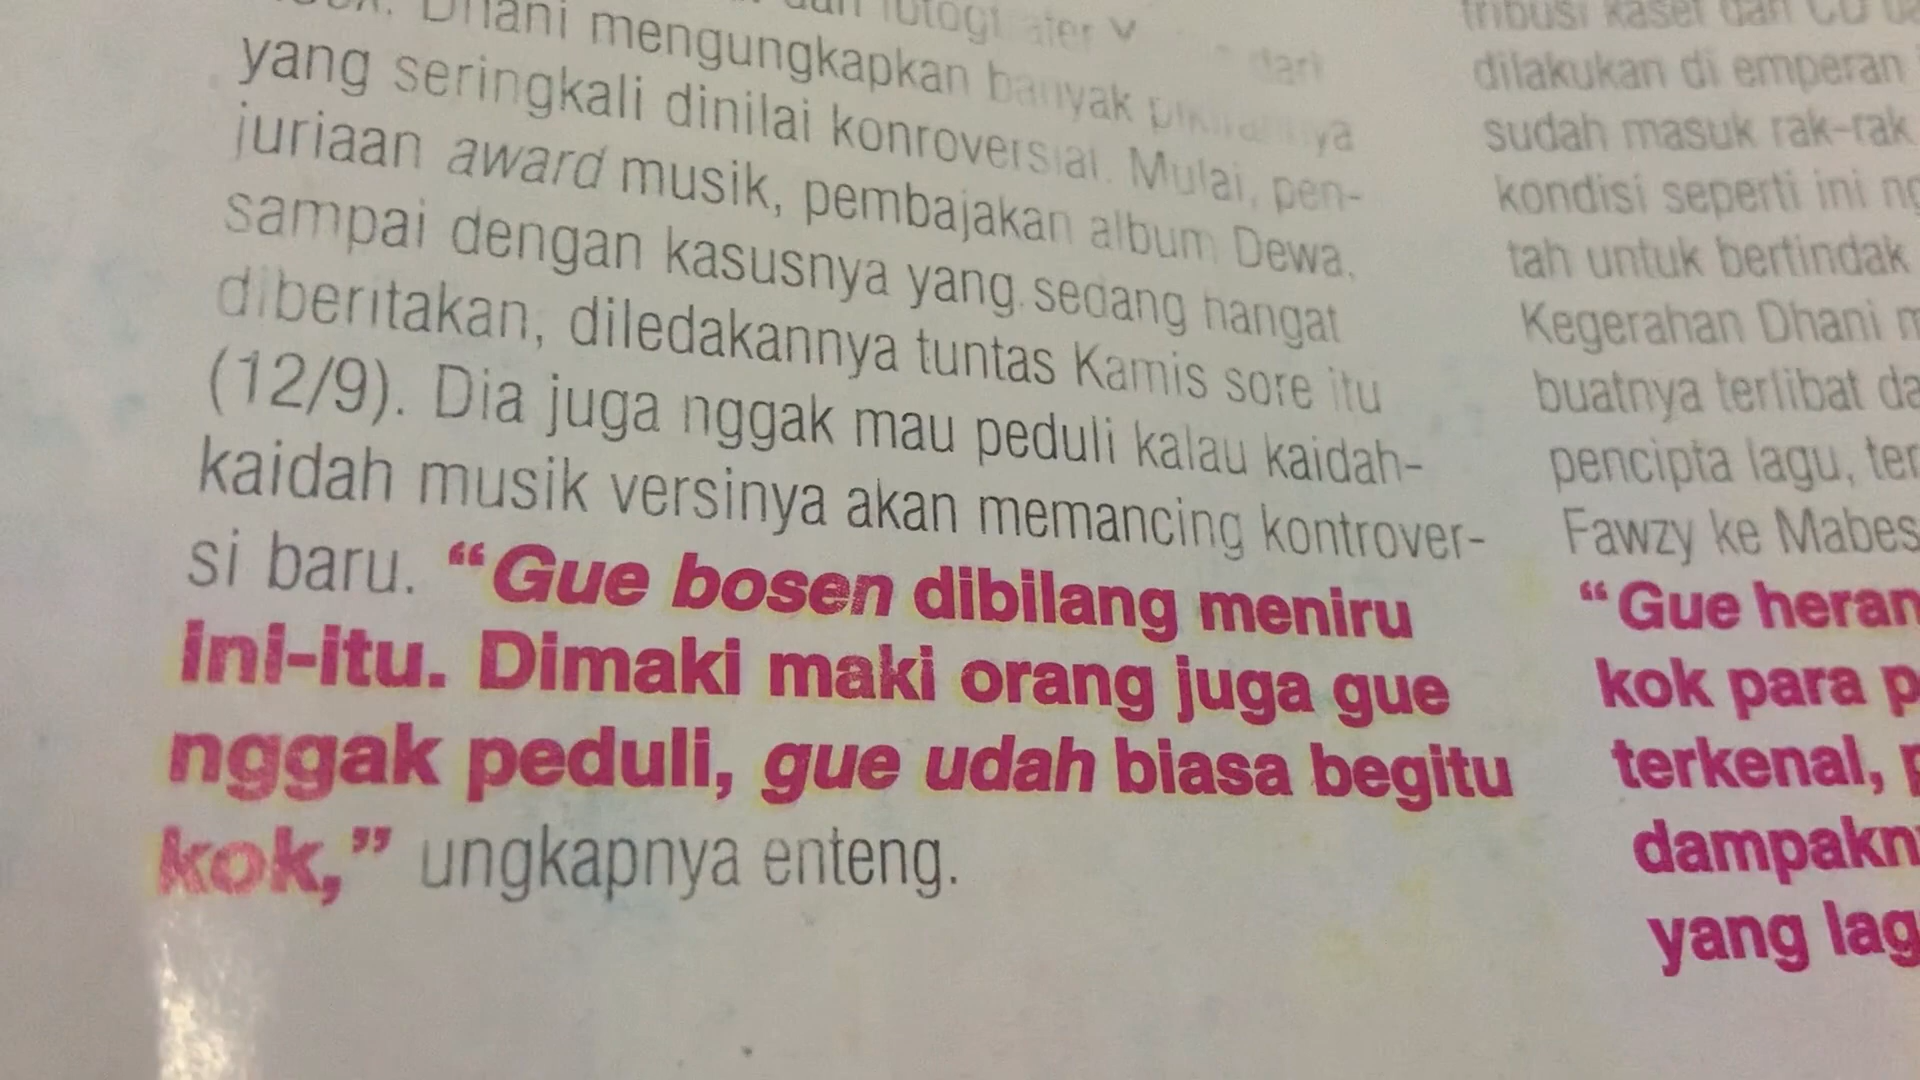 Dhani mengungkapkan banyak
yang seringkali dinilai konroversial. Mulai, pen-
juriaan award musik, pembajakan album Dewa,
sampai dengan kasusnya yang sedang hangat
diberitakan, diledakannya tuntas Kamis sore itu
(12/9). Dia juga nggak mau peduli kalau kaidah-
kaidah musik versinya akan memancing kontrover-
si baru. “Gue bosen dibilang meniru
ini-itu. Dimaki maki orang juga gue
nggak peduli, gue udah biasa begitu
kok,” ungkapnya enteng.
kaset dan CD
dilakukan di emperan
sudah masuk rak-rak
kondisi seperti ini
tah untuk bertindak
Kegerahan Dhani
buatnya terlibat
pencipta lagu,
Fawzy ke Mabes
“Gue heran
kok para
terkenal,
yang